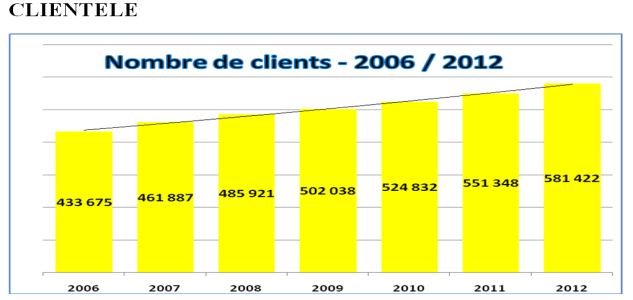 CLIENTELE
Nombre de clients - 2006 / 2012
433 675 461 887 485 921 502 038 524 832 551 348 581 422
2006 2007 2008 2009 2010 2011 2012